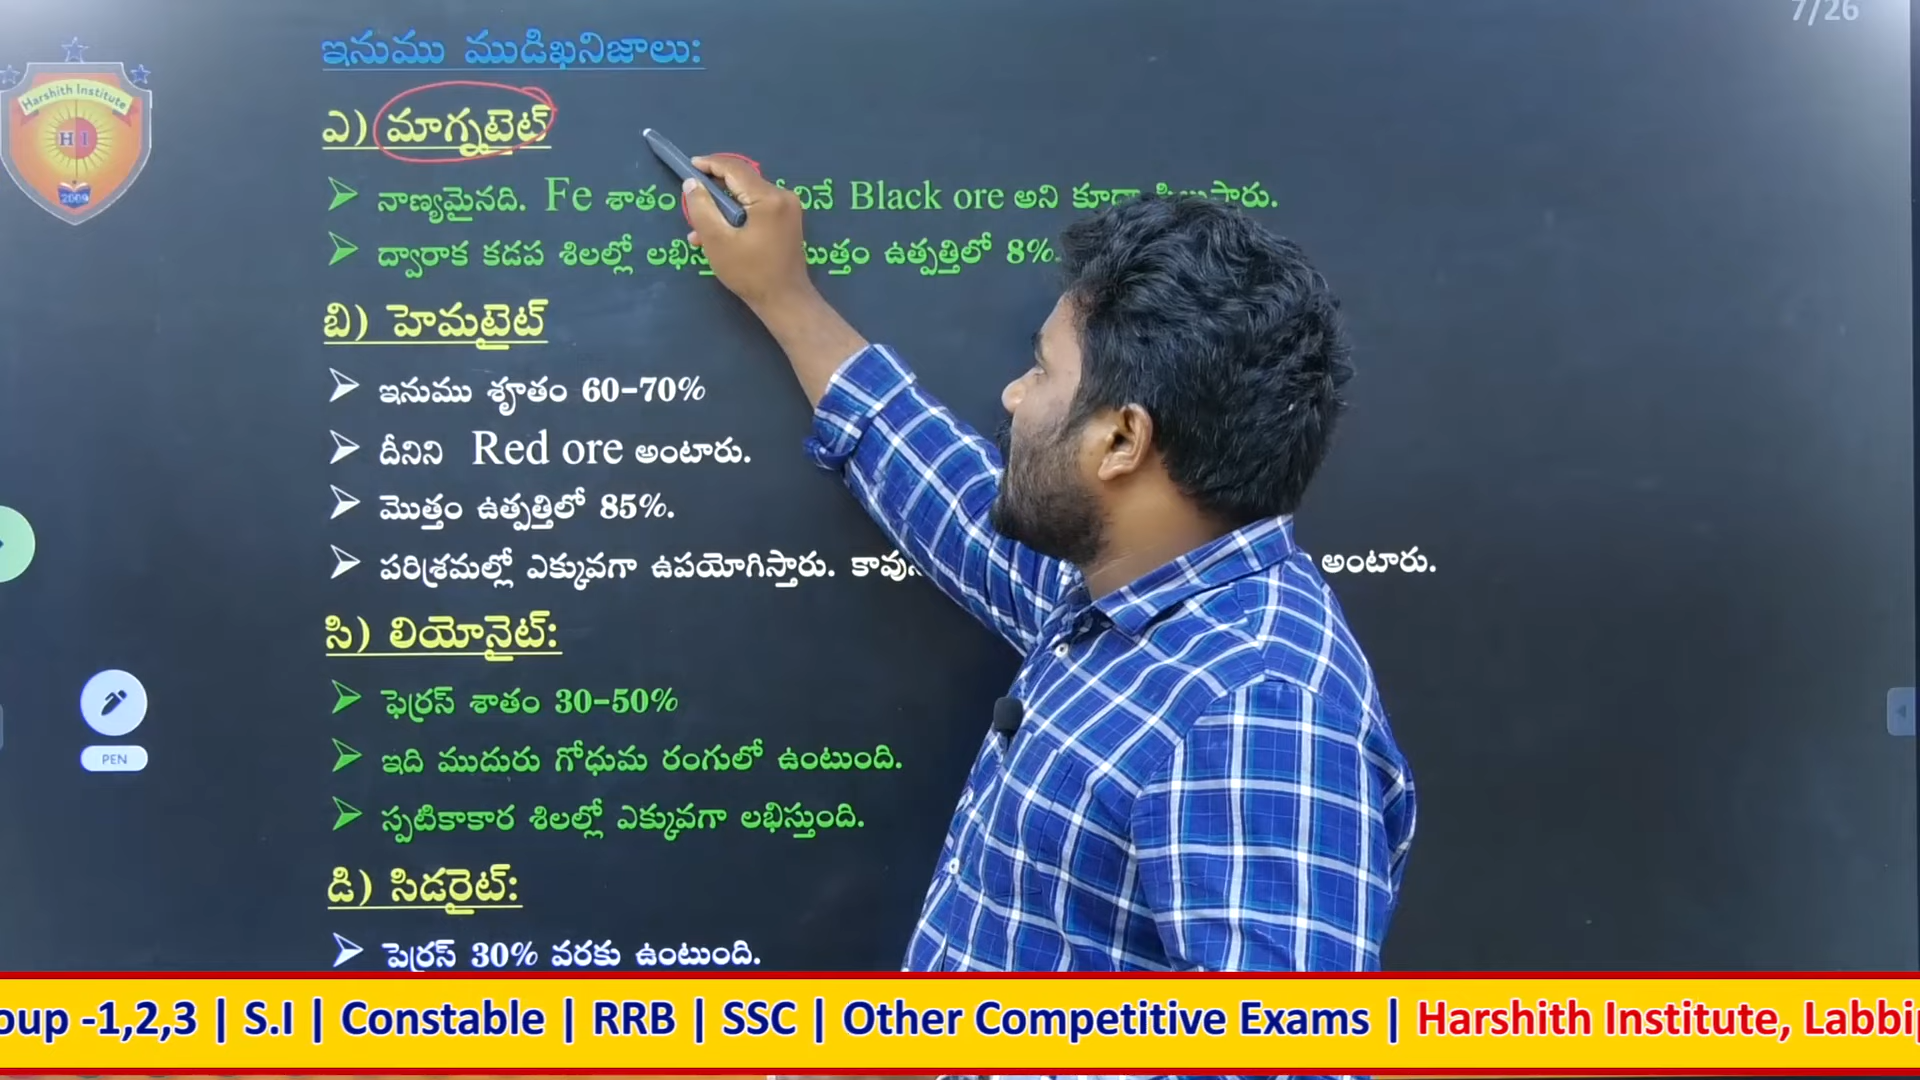 7/26
ఇనుము ముడిఖనిజాలు:
Harshith Institute
H I
2009
ఎ) మాగ్నటైట్
నాణ్యమైనది. Fe శాతం Black ore అని కూడా పిలుస్తారు.
ద్వారాక కడప శిలల్లో ఉత్పత్తిలో 8%.
బి) హెమటైట్
ఇనుము శాతం 60-70%
దీనిని Red ore అంటారు.
మొత్తం ఉత్పత్తిలో 85%.
పరిశ్రమల్లో ఎక్కువగా ఉపయోగిస్తారు. అంటారు.
సి) లియోనైట్:
ఫెర్రస్ శాతం 30-50%
ఇది ముదురు గోధుమ రంగులో ఉంటుంది.
స్పటికాకార శిలల్లో ఎక్కువగా లభిస్తుంది.
PEN
డి) సిడరైట్:
పెర్రస్ 30% వరకు ఉంటుంది.
oup -1,2,3 | S.I | Constable | RRB | SSC | Other Competitive Exams | Harshith Institute, Labbip